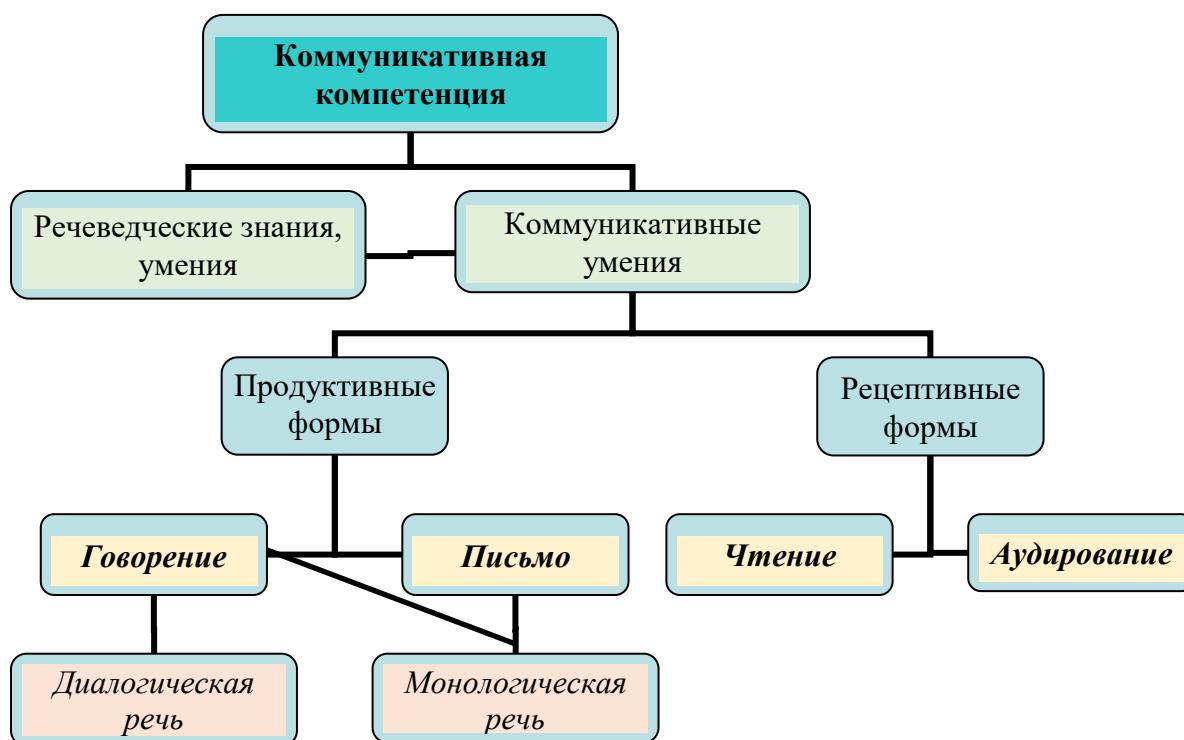 Коммуникативная
компетенция
Речеведческие знания,
умения
Коммуникативные
умения
Продуктивные
формы
Рецептивные
формы
Говорение
Письмо
Чтение
Аудирование
Диалогическая
речь
Монологическая
речь